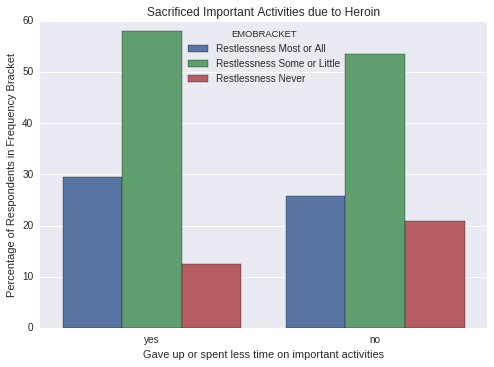 Sacrificed Important Activities due to Heroin
EMOBRACKET
Restlessness Most or All
Restlessness Some or Little
Restlessness Never
Percentage of Respondents in Frequency Bracket
60
50
40
30
20
10
0
yes no
Gave up or spent less time on important activities